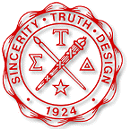 SINCERITY · TRUTH · DESIGN
Τ
Σ Δ
· 1924 ·